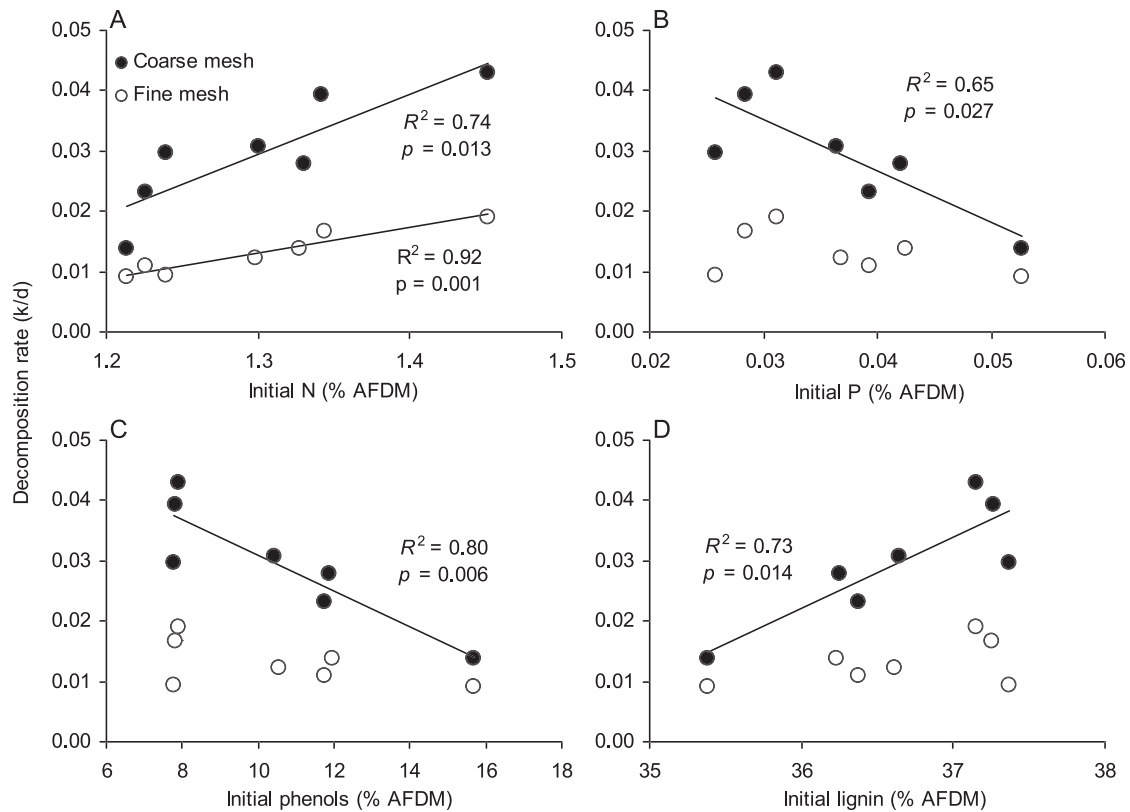 A
Coarse mesh
Fine mesh
0.05
0.04
0.03
0.02
0.01
0.00
R² = 0.74
p = 0.013
R² = 0.92
p = 0.001
1.2 1.3 1.4 1.5
Initial N (% AFDM)
B
0.05
0.04
0.03
0.02
0.01
0.00
R² = 0.65
p = 0.027
0.02 0.03 0.04 0.05 0.06
Initial P (% AFDM)
Decomposition rate (k/d)
C
0.05
0.04
0.03
0.02
0.01
0.00
R² = 0.80
p = 0.006
6 8 10 12 14 16 18
Initial phenols (% AFDM)
D
0.05
0.04
0.03
0.02
0.01
0.00
R² = 0.73
p = 0.014
35 36 37 38
Initial lignin (% AFDM)